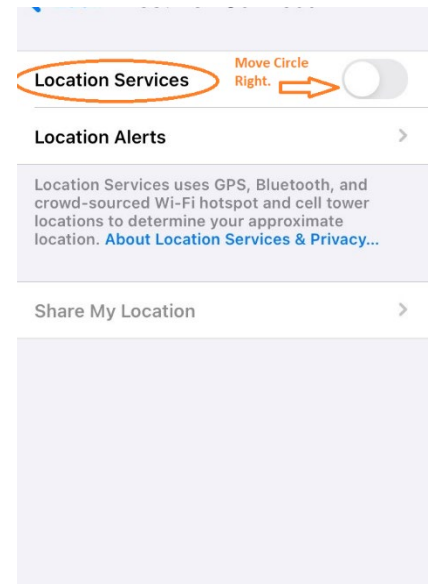 Location Services
Move Circle
Right.
Location Alerts
Location Services uses GPS, Bluetooth, and
crowd-sourced Wi-Fi hotspot and cell tower
locations to determine your approximate
location. About Location Services & Privacy...
Share My Location